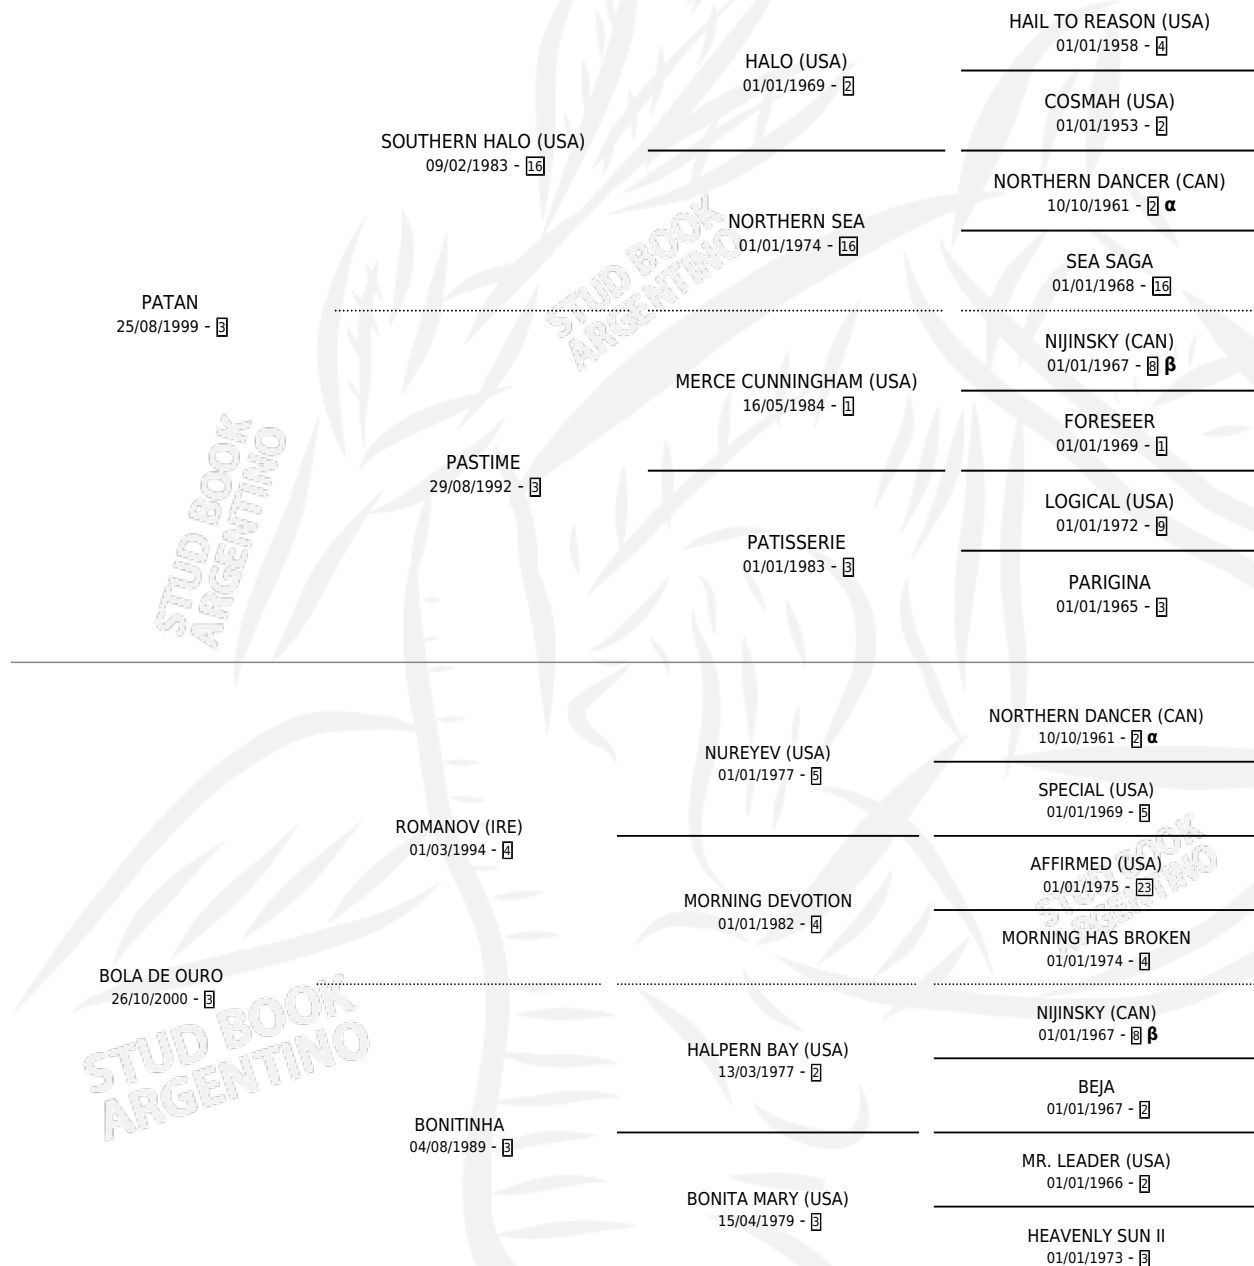 HAIL TO REASON (USA)
01/01/1958 - 4
HALO (USA)
01/01/1969 - 2
COSMAH (USA)
01/01/1953 - 2
SOUTHERN HALO (USA)
09/02/1983 - 16
NORTHERN DANCER (CAN)
10/10/1961 - 2 α
NORTHERN SEA
01/01/1974 - 16
SEA SAGA
01/01/1968 - 16
STUD BOOK
ARGENTINO
PATAN
25/08/1999 - 3
NIJINSKY (CAN)
01/01/1967 - 8 β
MERCE CUNNINGHAM (USA)
16/05/1984 - 1
FORESEER
01/01/1969 - 1
PASTIME
29/08/1992 - 3
LOGICAL (USA)
01/01/1972 - 9
PATISSERIE
01/01/1983 - 3
PARIGINA
01/01/1965 - 3
STUD BOOK
ARGENTINO
NORTHERN DANCER (CAN)
10/10/1961 - 2 α
NUREYEV (USA)
01/01/1977 - 5
SPECIAL (USA)
01/01/1969 - 5
ROMANOV (IRE)
01/03/1994 - 4
AFFIRMED (USA)
01/01/1975 - 23
STUD BOOK
ARGENTINO
MORNING DEVOTION
01/01/1982 - 4
MORNING HAS BROKEN
01/01/1974 - 4
BOLA DE OURO
26/10/2000 - 3
STUD BOOK
ARGENTINO
NIJINSKY (CAN)
01/01/1967 - 8 β
HALPERN BAY (USA)
13/03/1977 - 2
BEJA
01/01/1967 - 2
BONITINHA
04/08/1989 - 3
MR. LEADER (USA)
01/01/1966 - 2
BONITA MARY (USA)
15/04/1979 - 3
HEAVENLY SUN II
01/01/1973 - 3